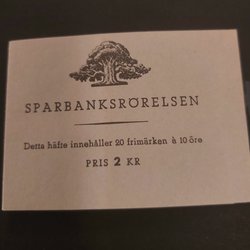 SPARBANKSRÖRELSEN
Detta häfte innehåller 20 frimärken à 10 öre
PRIS 2 KR